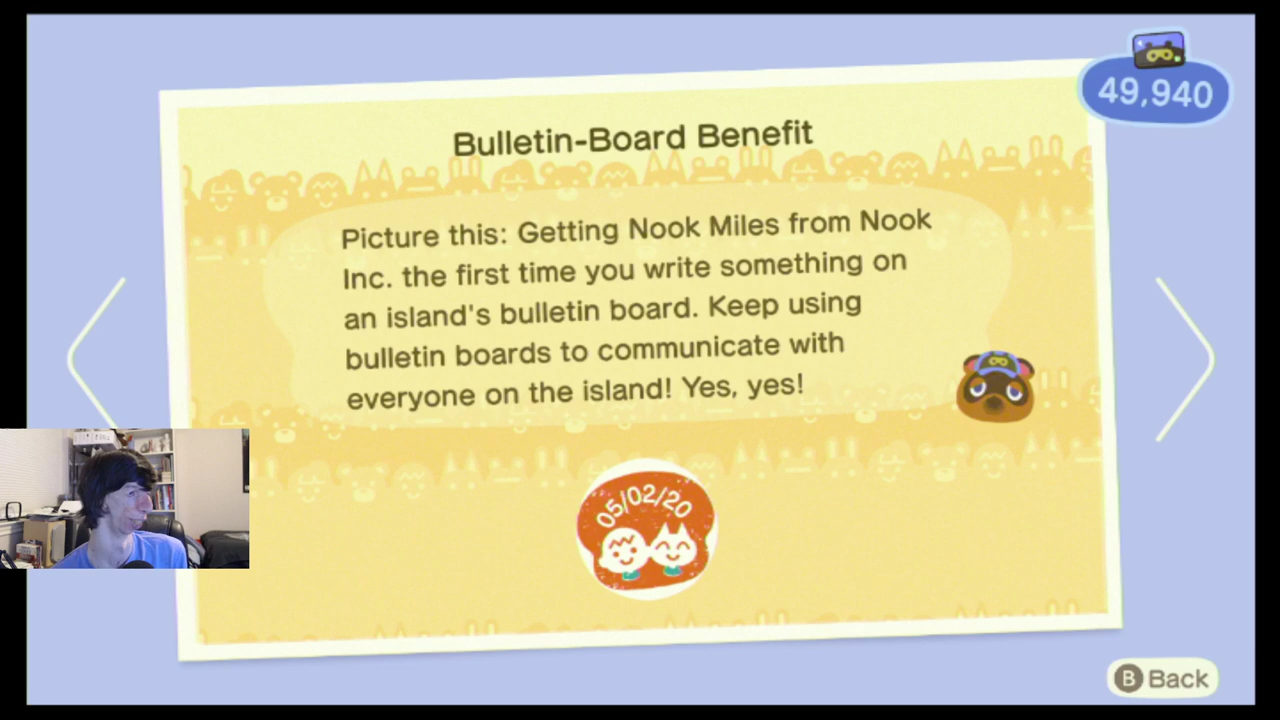 49,940
Bulletin-Board Benefit
Picture this: Getting Nook Miles from Nook
Inc. the first time you write something on
an island's bulletin board. Keep using
bulletin boards to communicate with
everyone on the island! Yes, yes!
05/02/20
B Back